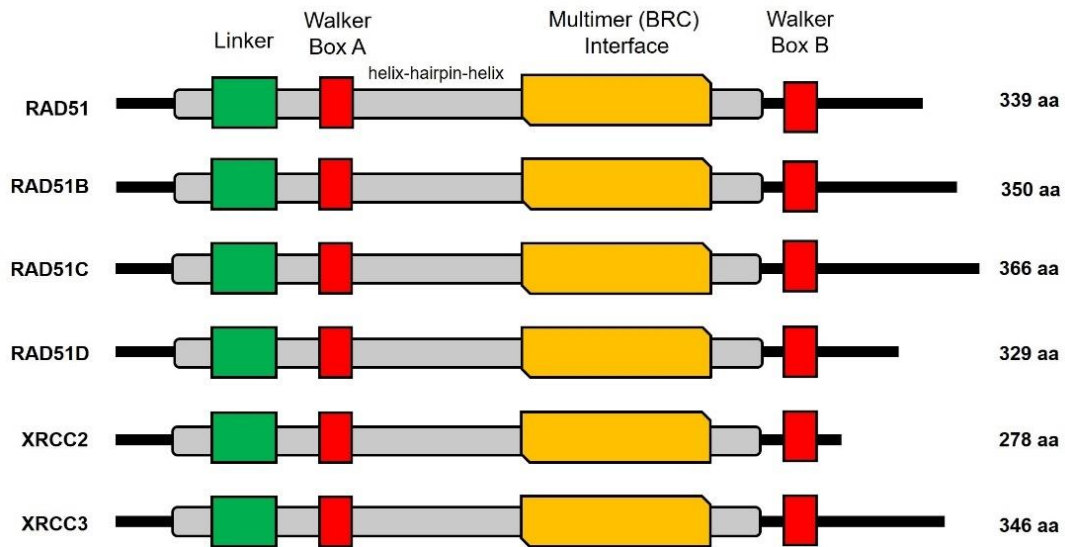 Linker
Walker
Box A
helix-hairpin-helix
Multimer (BRC)
Interface
Walker
Box B
RAD51
339 aa
RAD51B
350 aa
RAD51C
366 aa
RAD51D
329 aa
XRCC2
278 aa
XRCC3
346 aa